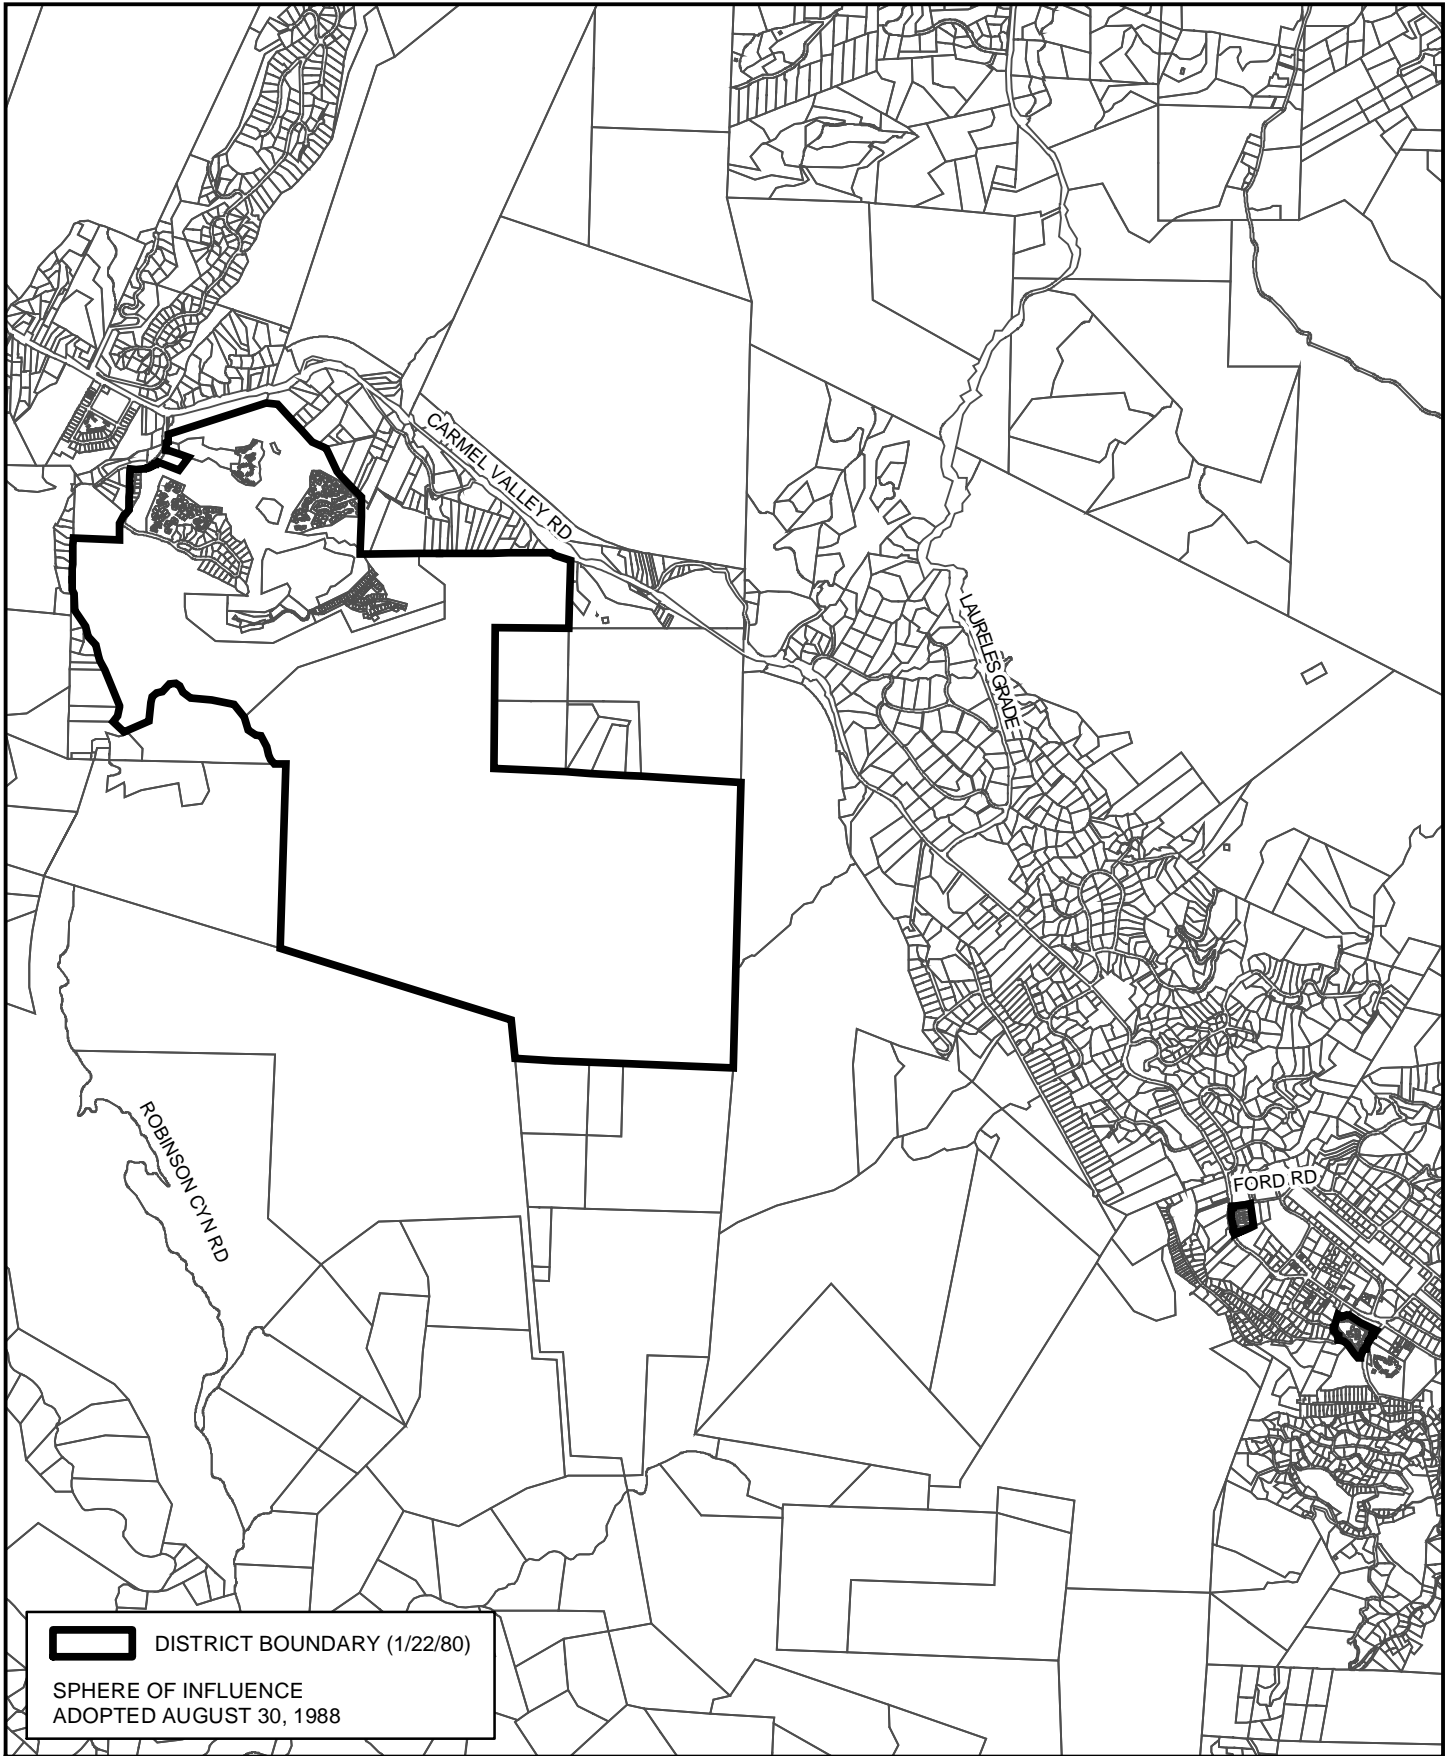 CARMEL VALLEY RD
LAURELES GRADE
ROBINSON CYN RD
FORD RD
DISTRICT BOUNDARY (1/22/80)
SPHERE OF INFLUENCE
ADOPTED AUGUST 30, 1988